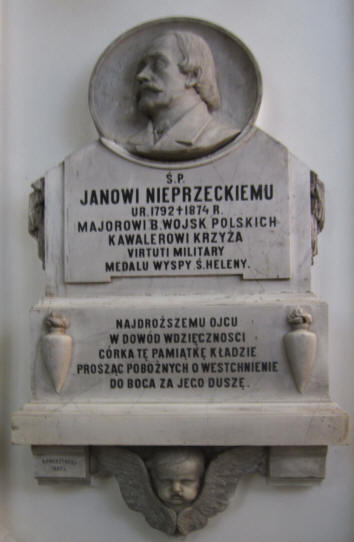 Ś.P.
JANOWI NIEPRZECKIEMU
UR.1792✝1874 R.
MAJOROWI B.WOJSK POLSKICH
KAWALEROWI KRZYŻA
VIRTUTI MILITARY
MEDALU WYSPY Ś.HELENY.
NAJDROŻSZEMU OJCU
W DOWÓD WDZIĘCZNOŚCI
CÓRKA TĘ PAMIĄTKĘ KŁADZIE
PROSZĄC POBOŻNYCH O WESTCHNIENIE
DO BOGA ZA JEGO DUSZĘ.